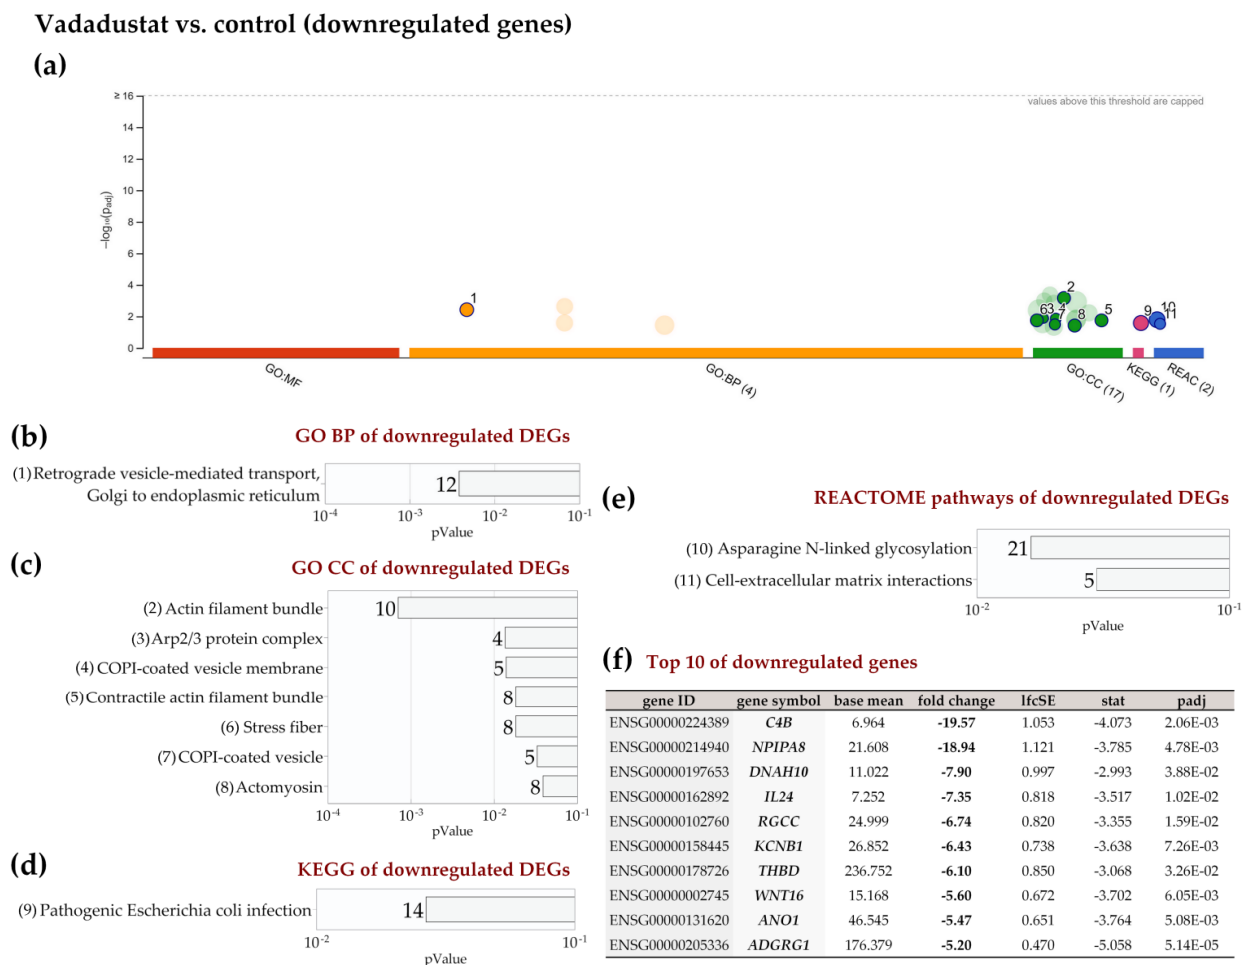 Vadadustat vs. control (downregulated genes)
(a)
≥ 16
values above this threshold are capped
14
12
10
8
6
4
2
0
–log₁₀(padj)
1
2
6 3 4
7
8
5
9
10
11
GO:MF
GO:BP (4)
GO:CC (17)
KEGG (1)
REAC (2)
(b)
GO BP of downregulated DEGs
(1) Retrograde vesicle-mediated transport,
Golgi to endoplasmic reticulum
12
10-4 10-3 10-2 10-1
pValue
(c)
GO CC of downregulated DEGs
(2) Actin filament bundle 10
(3) Arp2/3 protein complex 4
(4) COPI-coated vesicle membrane 5
(5) Contractile actin filament bundle 8
(6) Stress fiber 8
(7) COPI-coated vesicle 5
(8) Actomyosin 8
10-4 10-3 10-2 10-1
pValue
(d)
KEGG of downregulated DEGs
(9) Pathogenic Escherichia coli infection 14
10-2 10-1
pValue
(e)
REACTOME pathways of downregulated DEGs
(10) Asparagine N-linked glycosylation 21
(11) Cell-extracellular matrix interactions 5
10-2 10-1
pValue
(f) Top 10 of downregulated genes
gene ID gene symbol base mean fold change lfcSE stat padj
ENSG00000224389 C4B 6.964 -19.57 1.053 -4.073 2.06E-03
ENSG00000214940 NPIPA8 21.608 -18.94 1.121 -3.785 4.78E-03
ENSG00000197653 DNAH10 11.022 -7.90 0.997 -2.993 3.88E-02
ENSG00000162892 IL24 7.252 -7.35 0.818 -3.517 1.02E-02
ENSG00000102760 RGCC 24.999 -6.74 0.820 -3.355 1.59E-02
ENSG00000158445 KCNB1 26.852 -6.43 0.738 -3.638 7.26E-03
ENSG00000178726 THBD 236.752 -6.10 0.850 -3.068 3.26E-02
ENSG00000002745 WNT16 15.168 -5.60 0.672 -3.702 6.05E-03
ENSG00000131620 ANO1 46.545 -5.47 0.651 -3.764 5.08E-03
ENSG00000205336 ADGRG1 176.379 -5.20 0.470 -5.058 5.14E-05